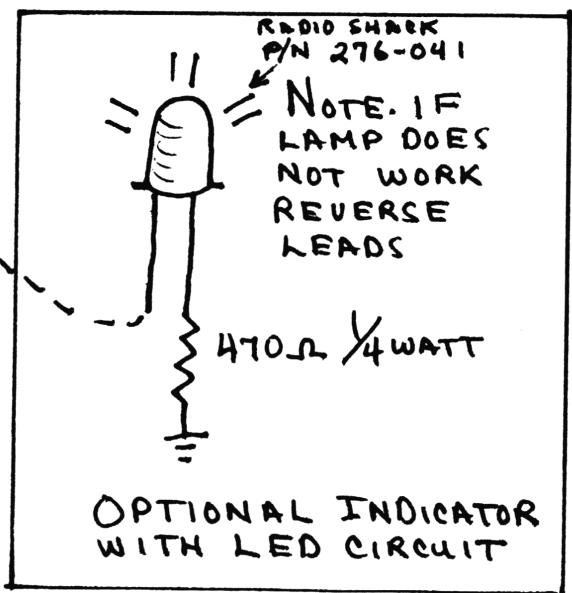 RADIO SHACK
P/N 276-041
NOTE. IF
LAMP DOES
NOT WORK
REVERSE
LEADS
470Ω 1/4 WATT
OPTIONAL INDICATOR
WITH LED CIRCUIT